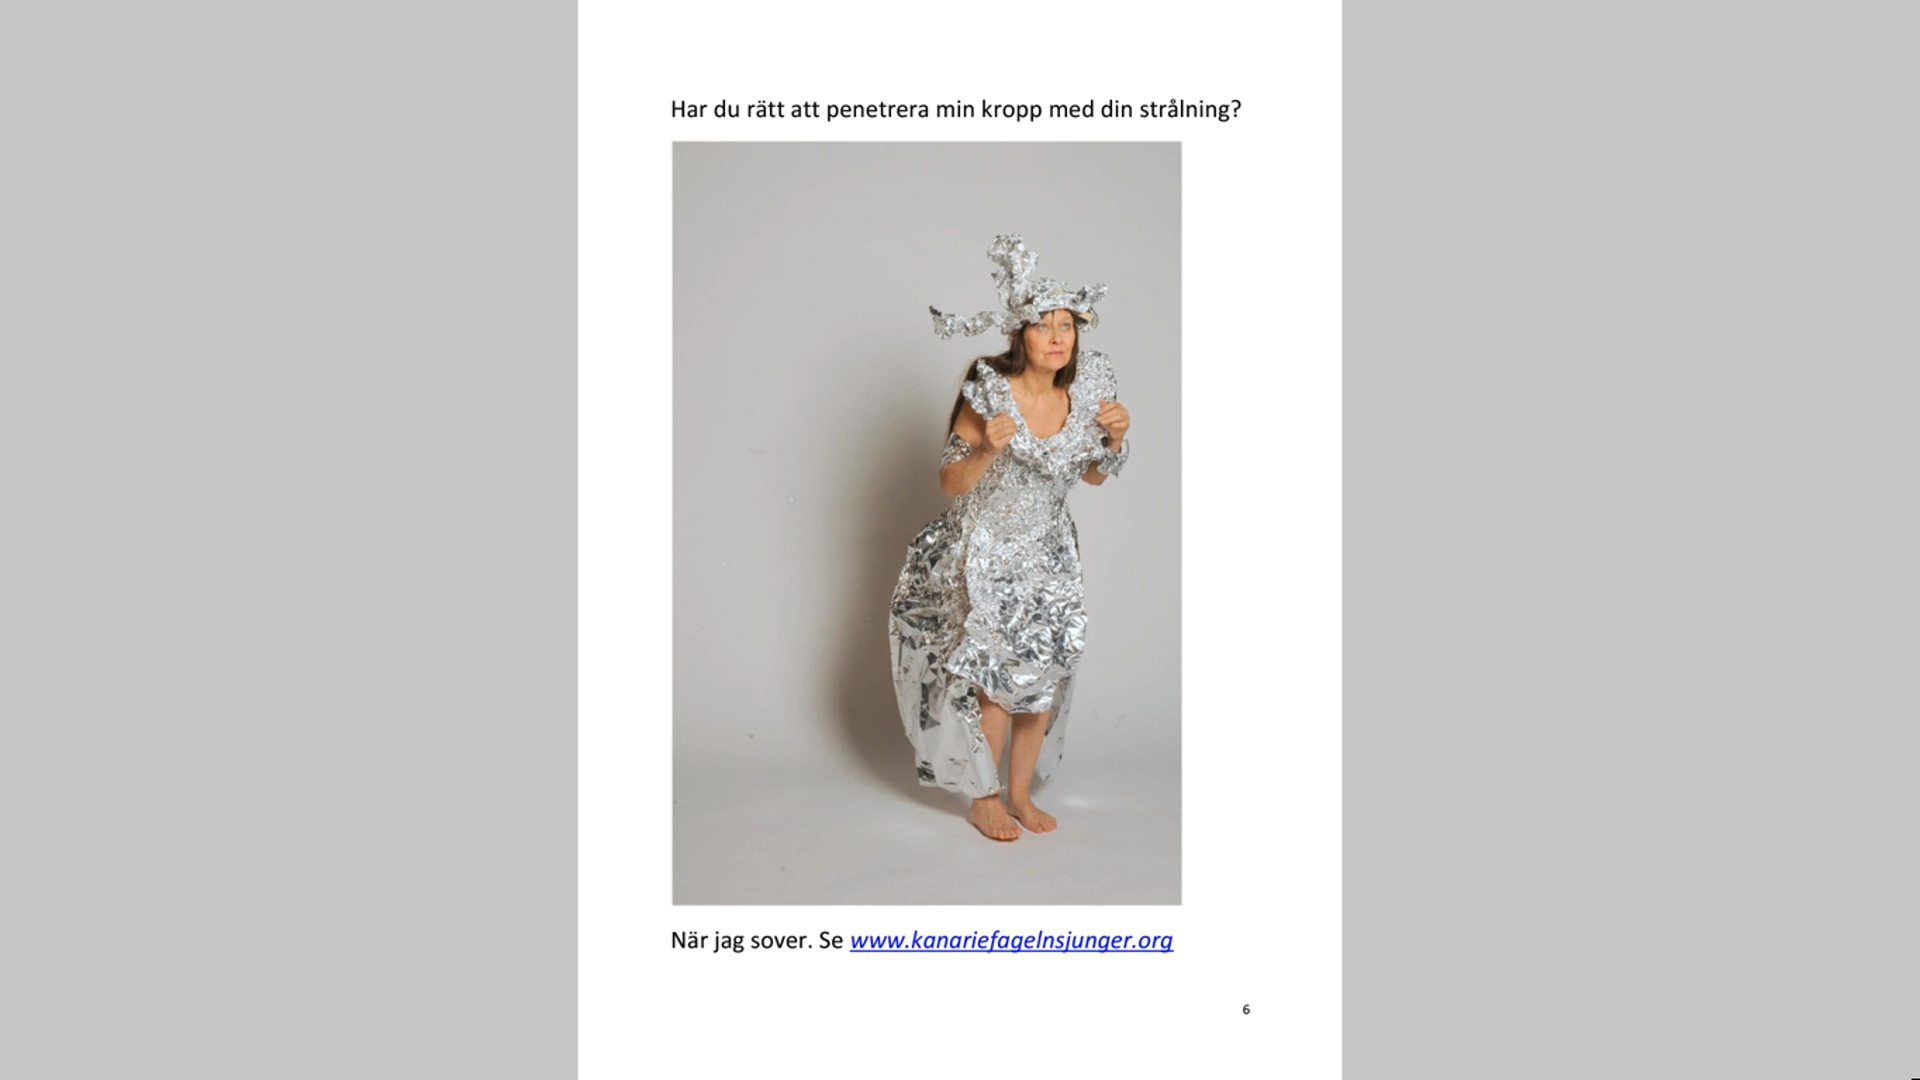 Har du rätt att penetrera min kropp med din strålning?
När jag sover. Se www.kanariefagelnsjunger.org
6